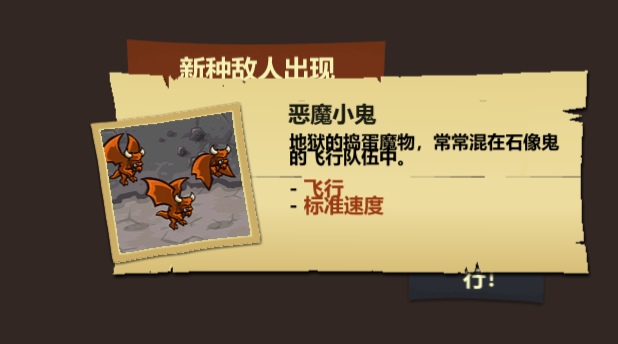 新种敌人出现
恶魔小鬼
地狱的捣蛋魔物，常常混在石像鬼
的飞行队伍中。
- 飞行
- 标准速度
行！